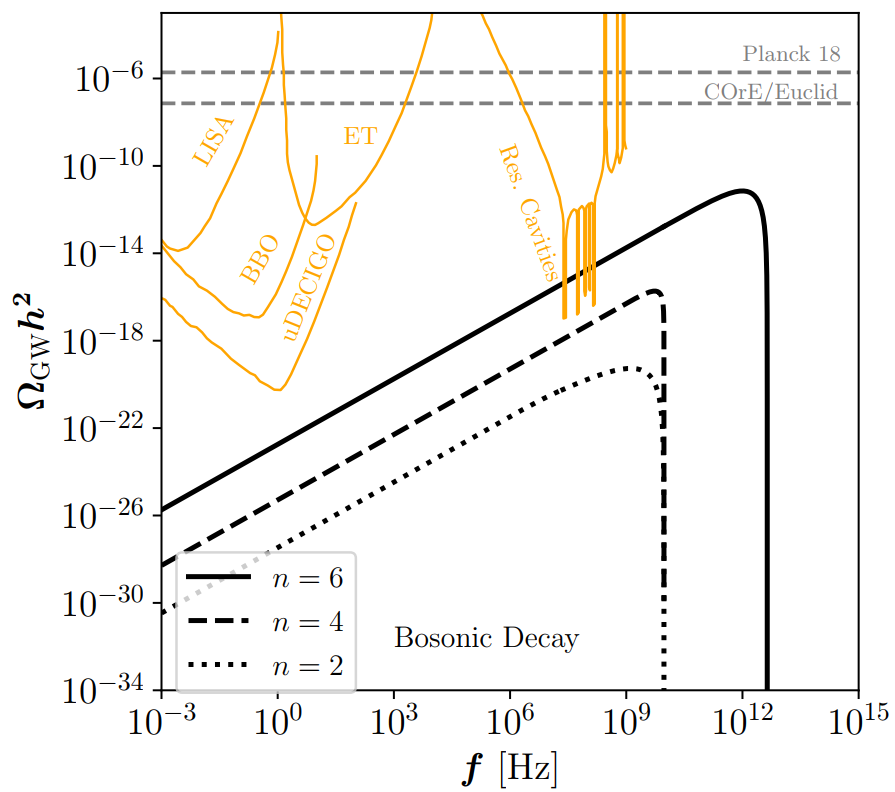 Planck 18
COrE/Euclid
LISA
ET
Res. Cavities
BBO
uDECIGO
10⁻⁶
10⁻¹⁰
10⁻¹⁴
10⁻¹⁸
10⁻²²
10⁻²⁶
10⁻³⁰
10⁻³⁴
Ω_GW h²
n = 6
n = 4
n = 2
Bosonic Decay
10⁻³ 10⁰ 10³ 10⁶ 10⁹ 10¹² 10¹⁵
f [Hz]